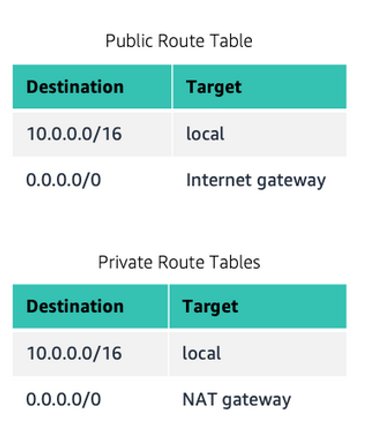 Public Route Table
Destination Target
10.0.0.0/16 local
0.0.0.0/0 Internet gateway
Private Route Tables
Destination Target
10.0.0.0/16 local
0.0.0.0/0 NAT gateway